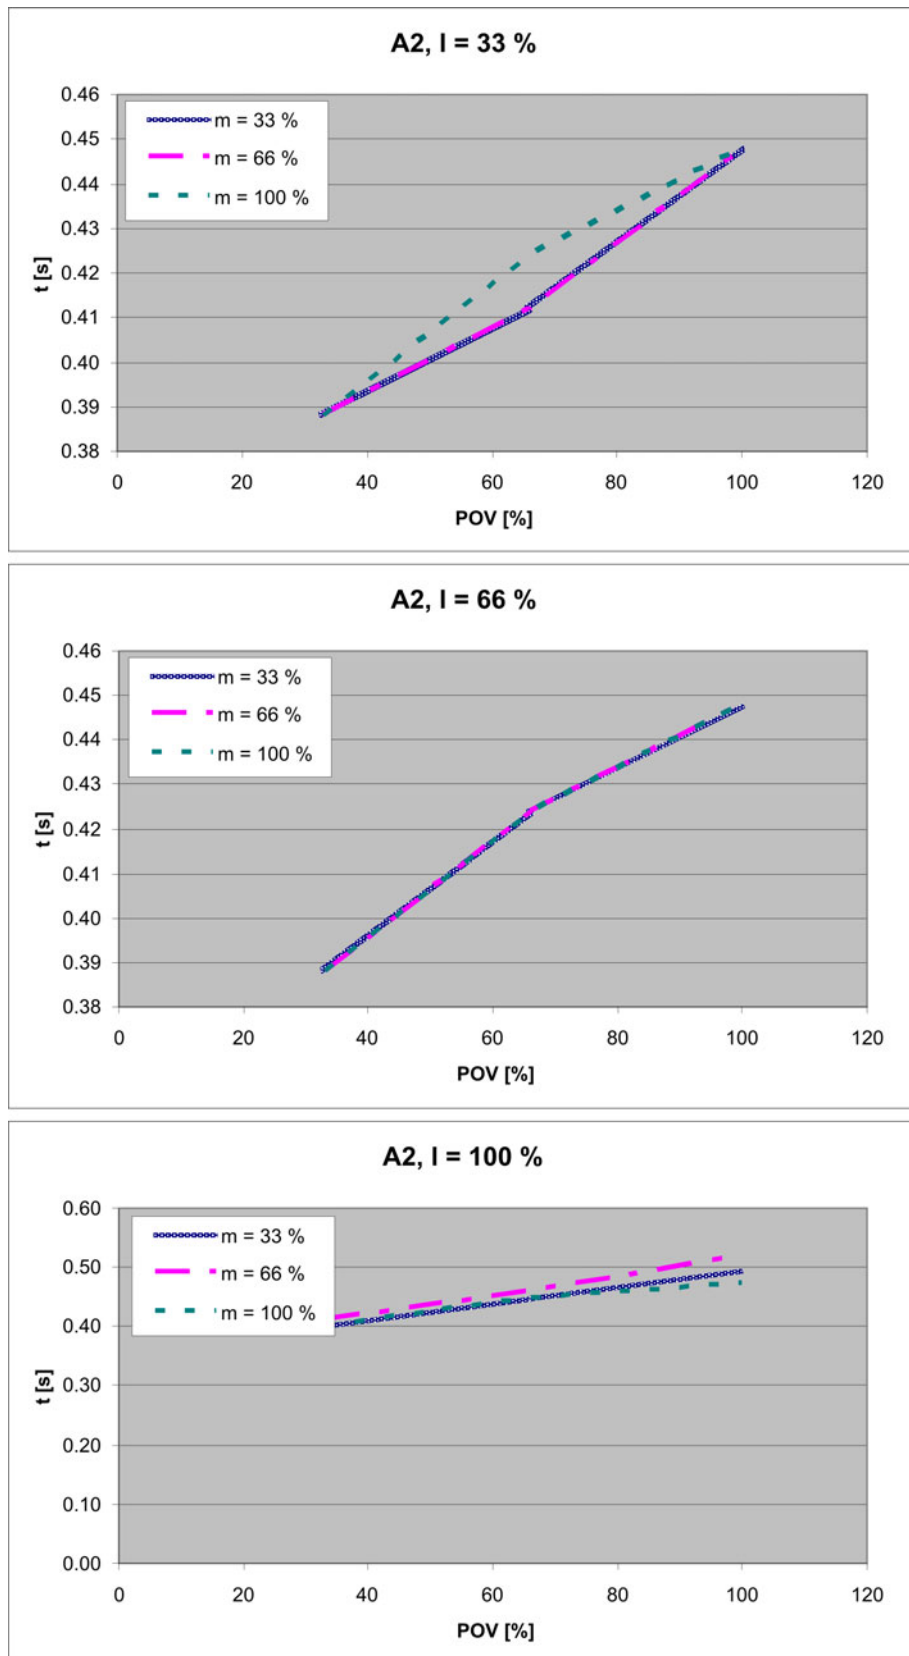 A2, l = 33 %
0.46
0.45
0.44
0.43
0.42
0.41
0.40
0.39
0.38
t [s]
m = 33 %
m = 66 %
m = 100 %
0 20 40 60 80 100 120
POV [%]
A2, l = 66 %
0.46
0.45
0.44
0.43
0.42
0.41
0.40
0.39
0.38
t [s]
m = 33 %
m = 66 %
m = 100 %
0 20 40 60 80 100 120
POV [%]
A2, l = 100 %
0.60
0.50
0.40
0.30
0.20
0.10
0.00
t [s]
m = 33 %
m = 66 %
m = 100 %
0 20 40 60 80 100 120
POV [%]